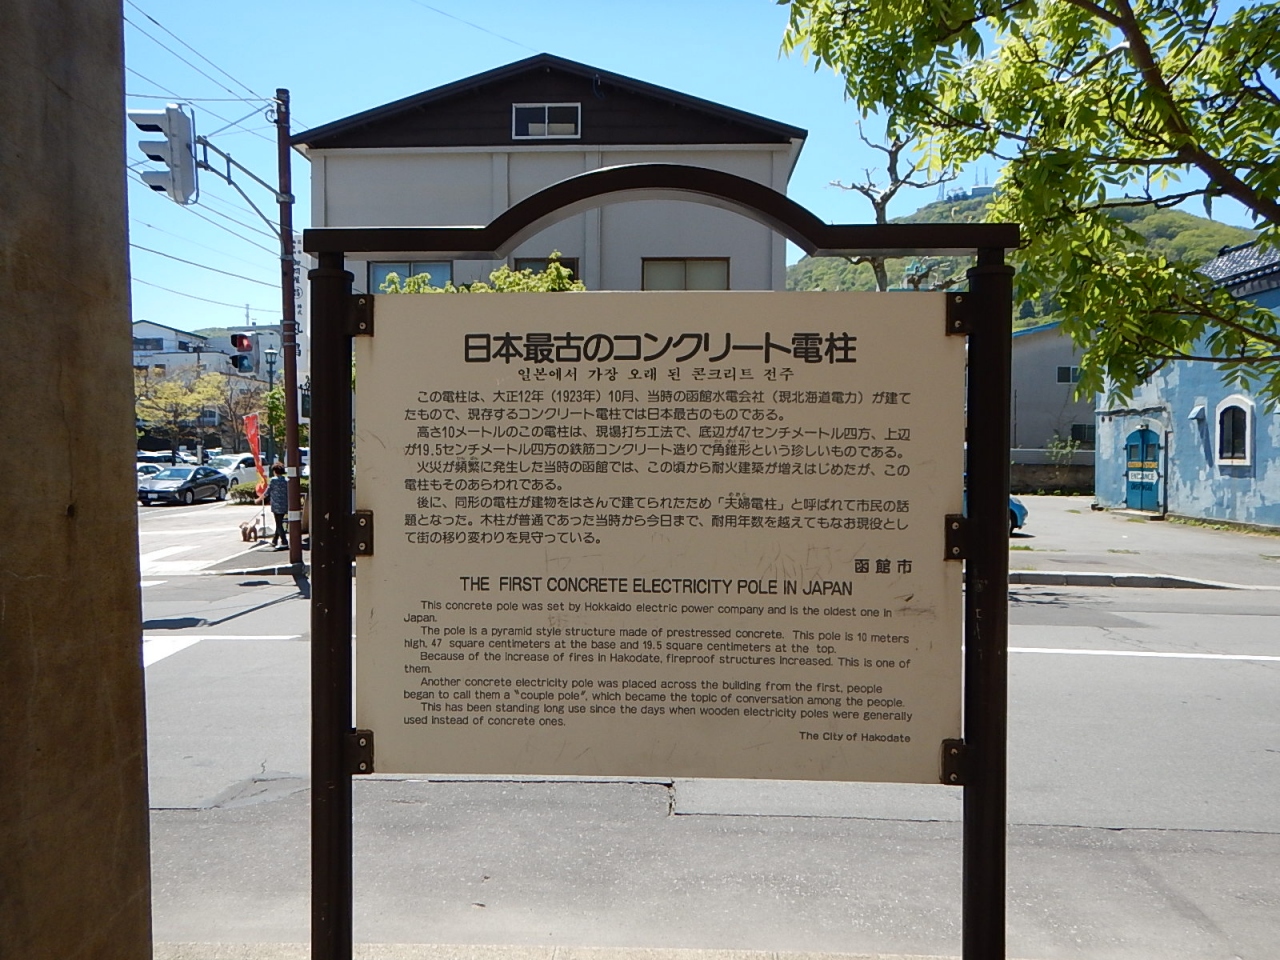 日本最古のコンクリート電柱
일본에서 가장 오래 된 콘크리트 전주
この電柱は、大正12年（1923年）10月、当時の函館水電会社（現北海道電力）が建て
たもので、現存するコンクリート電柱では日本最古のものである。
高さ10メートルのこの電柱は、現場打ち工法で、底辺が47センチメートル四方、上辺
が19.5センチメートル四方の鉄筋コンクリート造りで角錐形という珍しいものである。
火災が頻繁に発生した当時の函館では、この頃から耐火建築が増えはじめたが、この
電柱もそのあらわれである。
後に、同形の電柱が建物をはさんで建てられたため「夫婦電柱」と呼ばれて市民の話
題となった。木柱が普通であった当時から今日まで、耐用年数を越えてもなお現役とし
て街の移り変わりを見守っている。
函館市
THE FIRST CONCRETE ELECTRICITY POLE IN JAPAN
This concrete pole was set by Hokkaido electric power company and is the oldest one in
Japan.
The pole is a pyramid style structure made of prestressed concrete. This pole is 10 meters
high, 47 square centimeters at the base and 19.5 square centimeters at the top.
Because of the increase of fires in Hakodate, fireproof structures increased. This is one of
them.
Another concrete electricity pole was placed across the building from the first, people
began to call them a "couple pole", which became the topic of conversation among the people.
This has been standing long use since the days when wooden electricity poles were generally
used instead of concrete ones.
The City of Hakodate
ENTRANCE